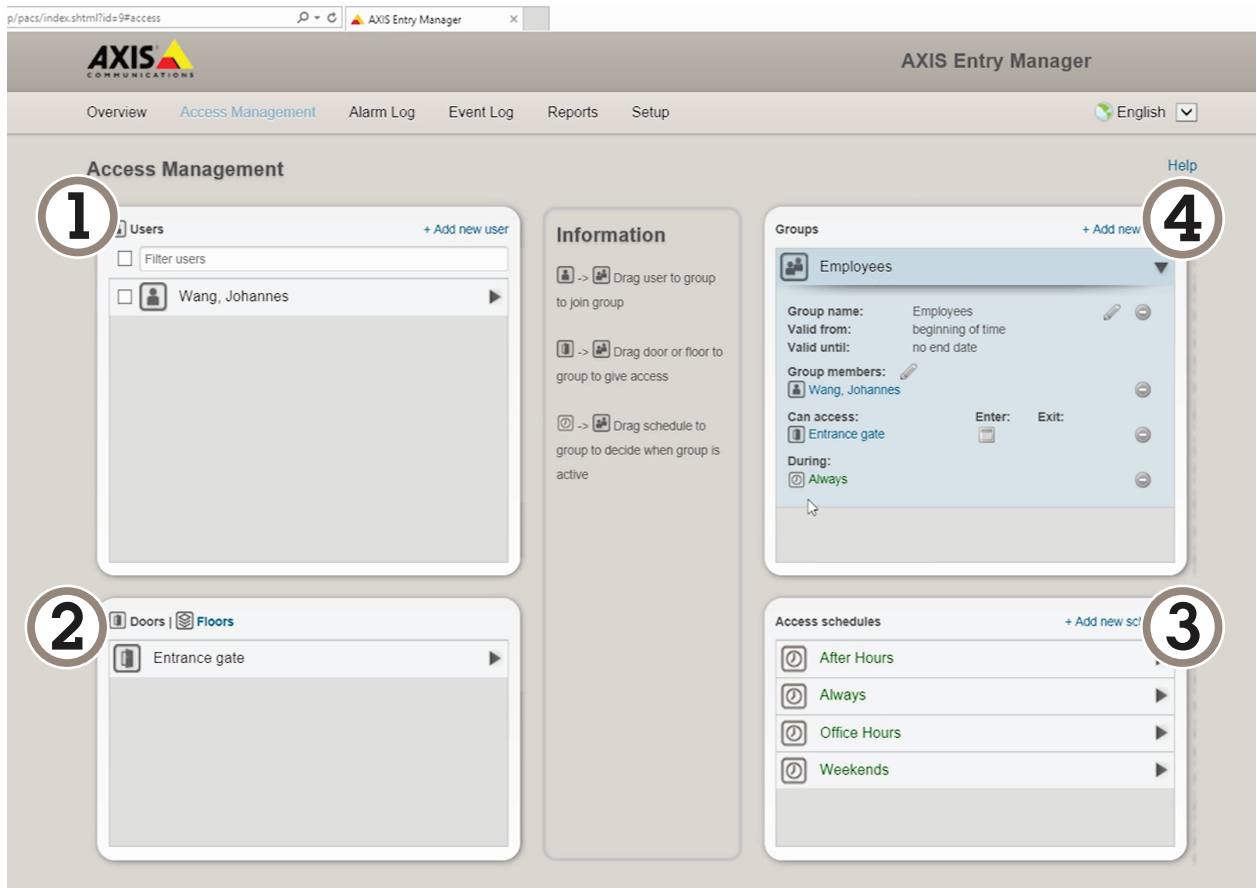 p/pacs/index.shtml?id=9#access
AXIS Entry Manager
AXIS
COMMUNICATIONS
AXIS Entry Manager
Overview Access Management Alarm Log Event Log Reports Setup English
Access Management
Help
1
Users + Add new user
Filter users
Wang, Johannes
Information
-> Drag user to group
to join group
-> Drag door or floor to
group to give access
-> Drag schedule to
group to decide when group is
active
4
Groups + Add new
Employees
Group name: Employees
Valid from: beginning of time
Valid until: no end date
Group members:
Wang, Johannes
Can access: Enter: Exit:
Entrance gate
During:
Always
2
Doors | Floors
Entrance gate
3
Access schedules + Add new
After Hours
Always
Office Hours
Weekends